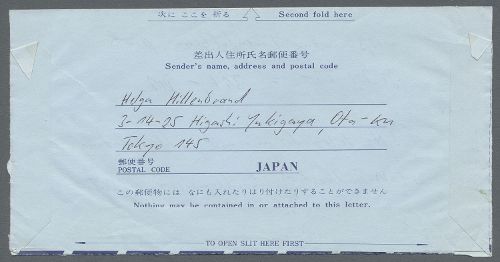 次に ここを 折る Second fold here
差出人住所氏名郵便番号
Sender's name, address and postal code
Helga Hillenbrand
3-14-25 Higashi Yukigaya, Ota-ku
Tokyo 145
郵便番号
POSTAL CODE JAPAN
この郵便物には なにも入れたりはり付けたりすることができません
Nothing may be contained in or attached to this letter.
TO OPEN SLIT HERE FIRST